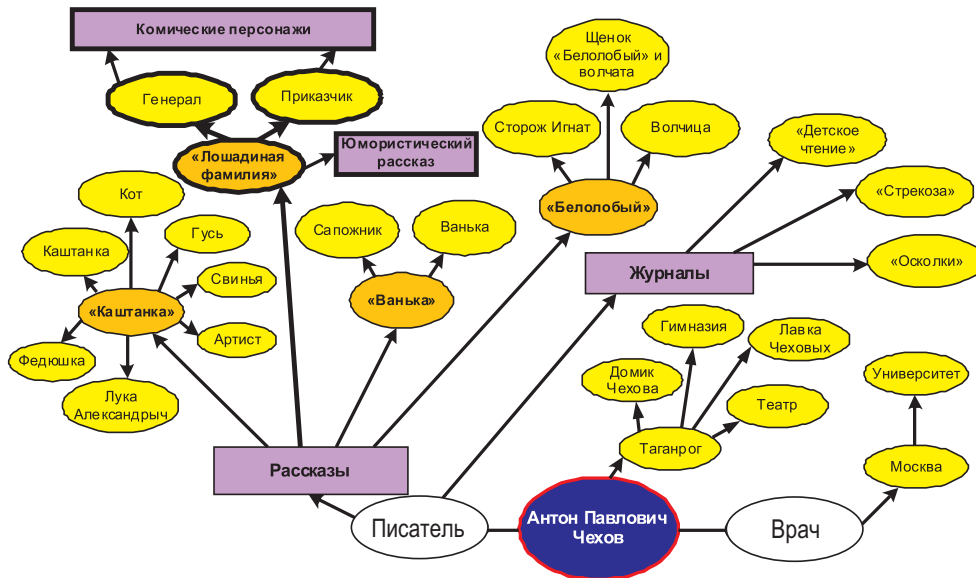 Комические персонажи
Генерал
Приказчик
«Лошадиная
фамилия»
Юмористический
рассказ
Щенок
«Белолобый» и
волчата
Сторож Игнат
Волчица
«Белолобый»
«Детское
чтение»
«Стрекоза»
«Осколки»
Журналы
Кот
Каштанка
Гусь
Свинья
«Каштанка»
Артист
Федюшка
Лука
Александрыч
Сапожник
Ванька
«Ванька»
Гимназия
Лавка
Чеховых
Домик
Чехова
Театр
Таганрог
Университет
Москва
Рассказы
Писатель
Антон Павлович
Чехов
Врач